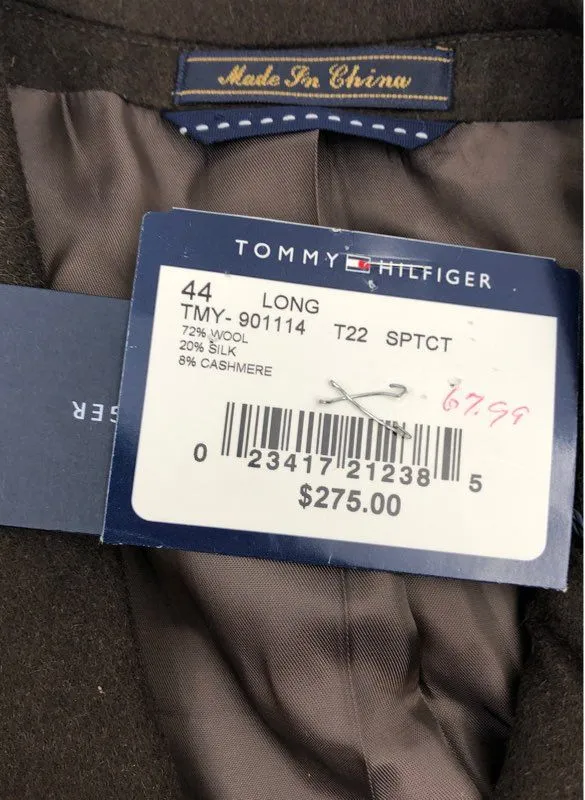 Made In China
TOMMY HILFIGER
44 LONG
TMY- 901114 T22 SPTCT
72% WOOL
20% SILK
8% CASHMERE
67.99
0 23417 21238 5
$275.00
GER